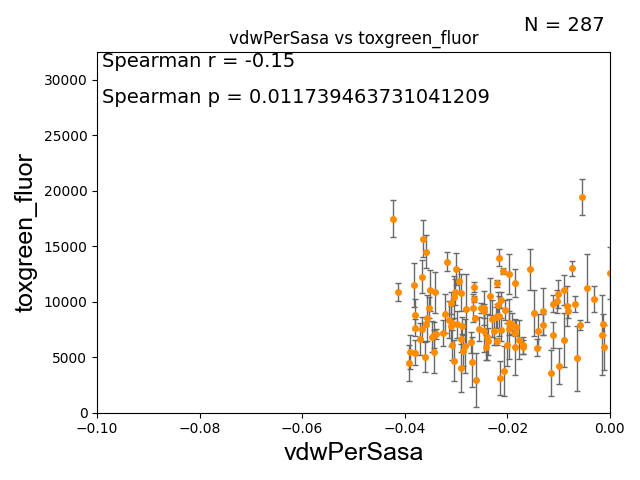 N = 287
vdwPerSasa vs toxgreen_fluor
Spearman r = -0.15
Spearman p = 0.011739463731041209
30000
25000
20000
15000
10000
5000
0
toxgreen_fluor
−0.10 −0.08 −0.06 −0.04 −0.02 0.00
vdwPerSasa